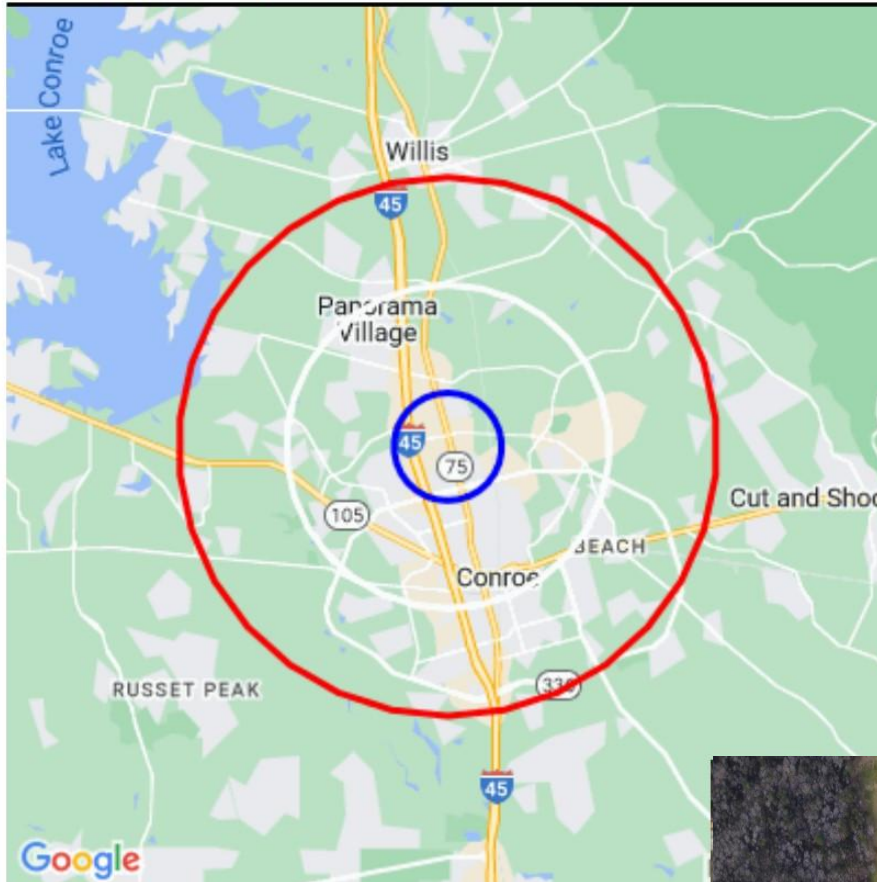 Lake Conroe
Willis
45
Panorama
Village
45
75
105
Cut and Shoo
BEACH
Conroe
RUSSET PEAK
336
45
Google